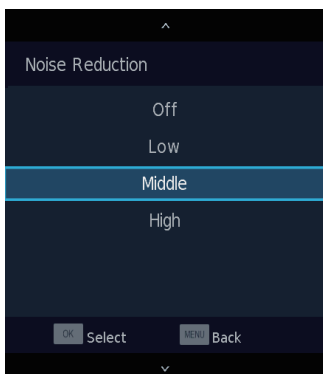 Noise Reduction
Off
Low
Middle
High
OK Select MENU Back